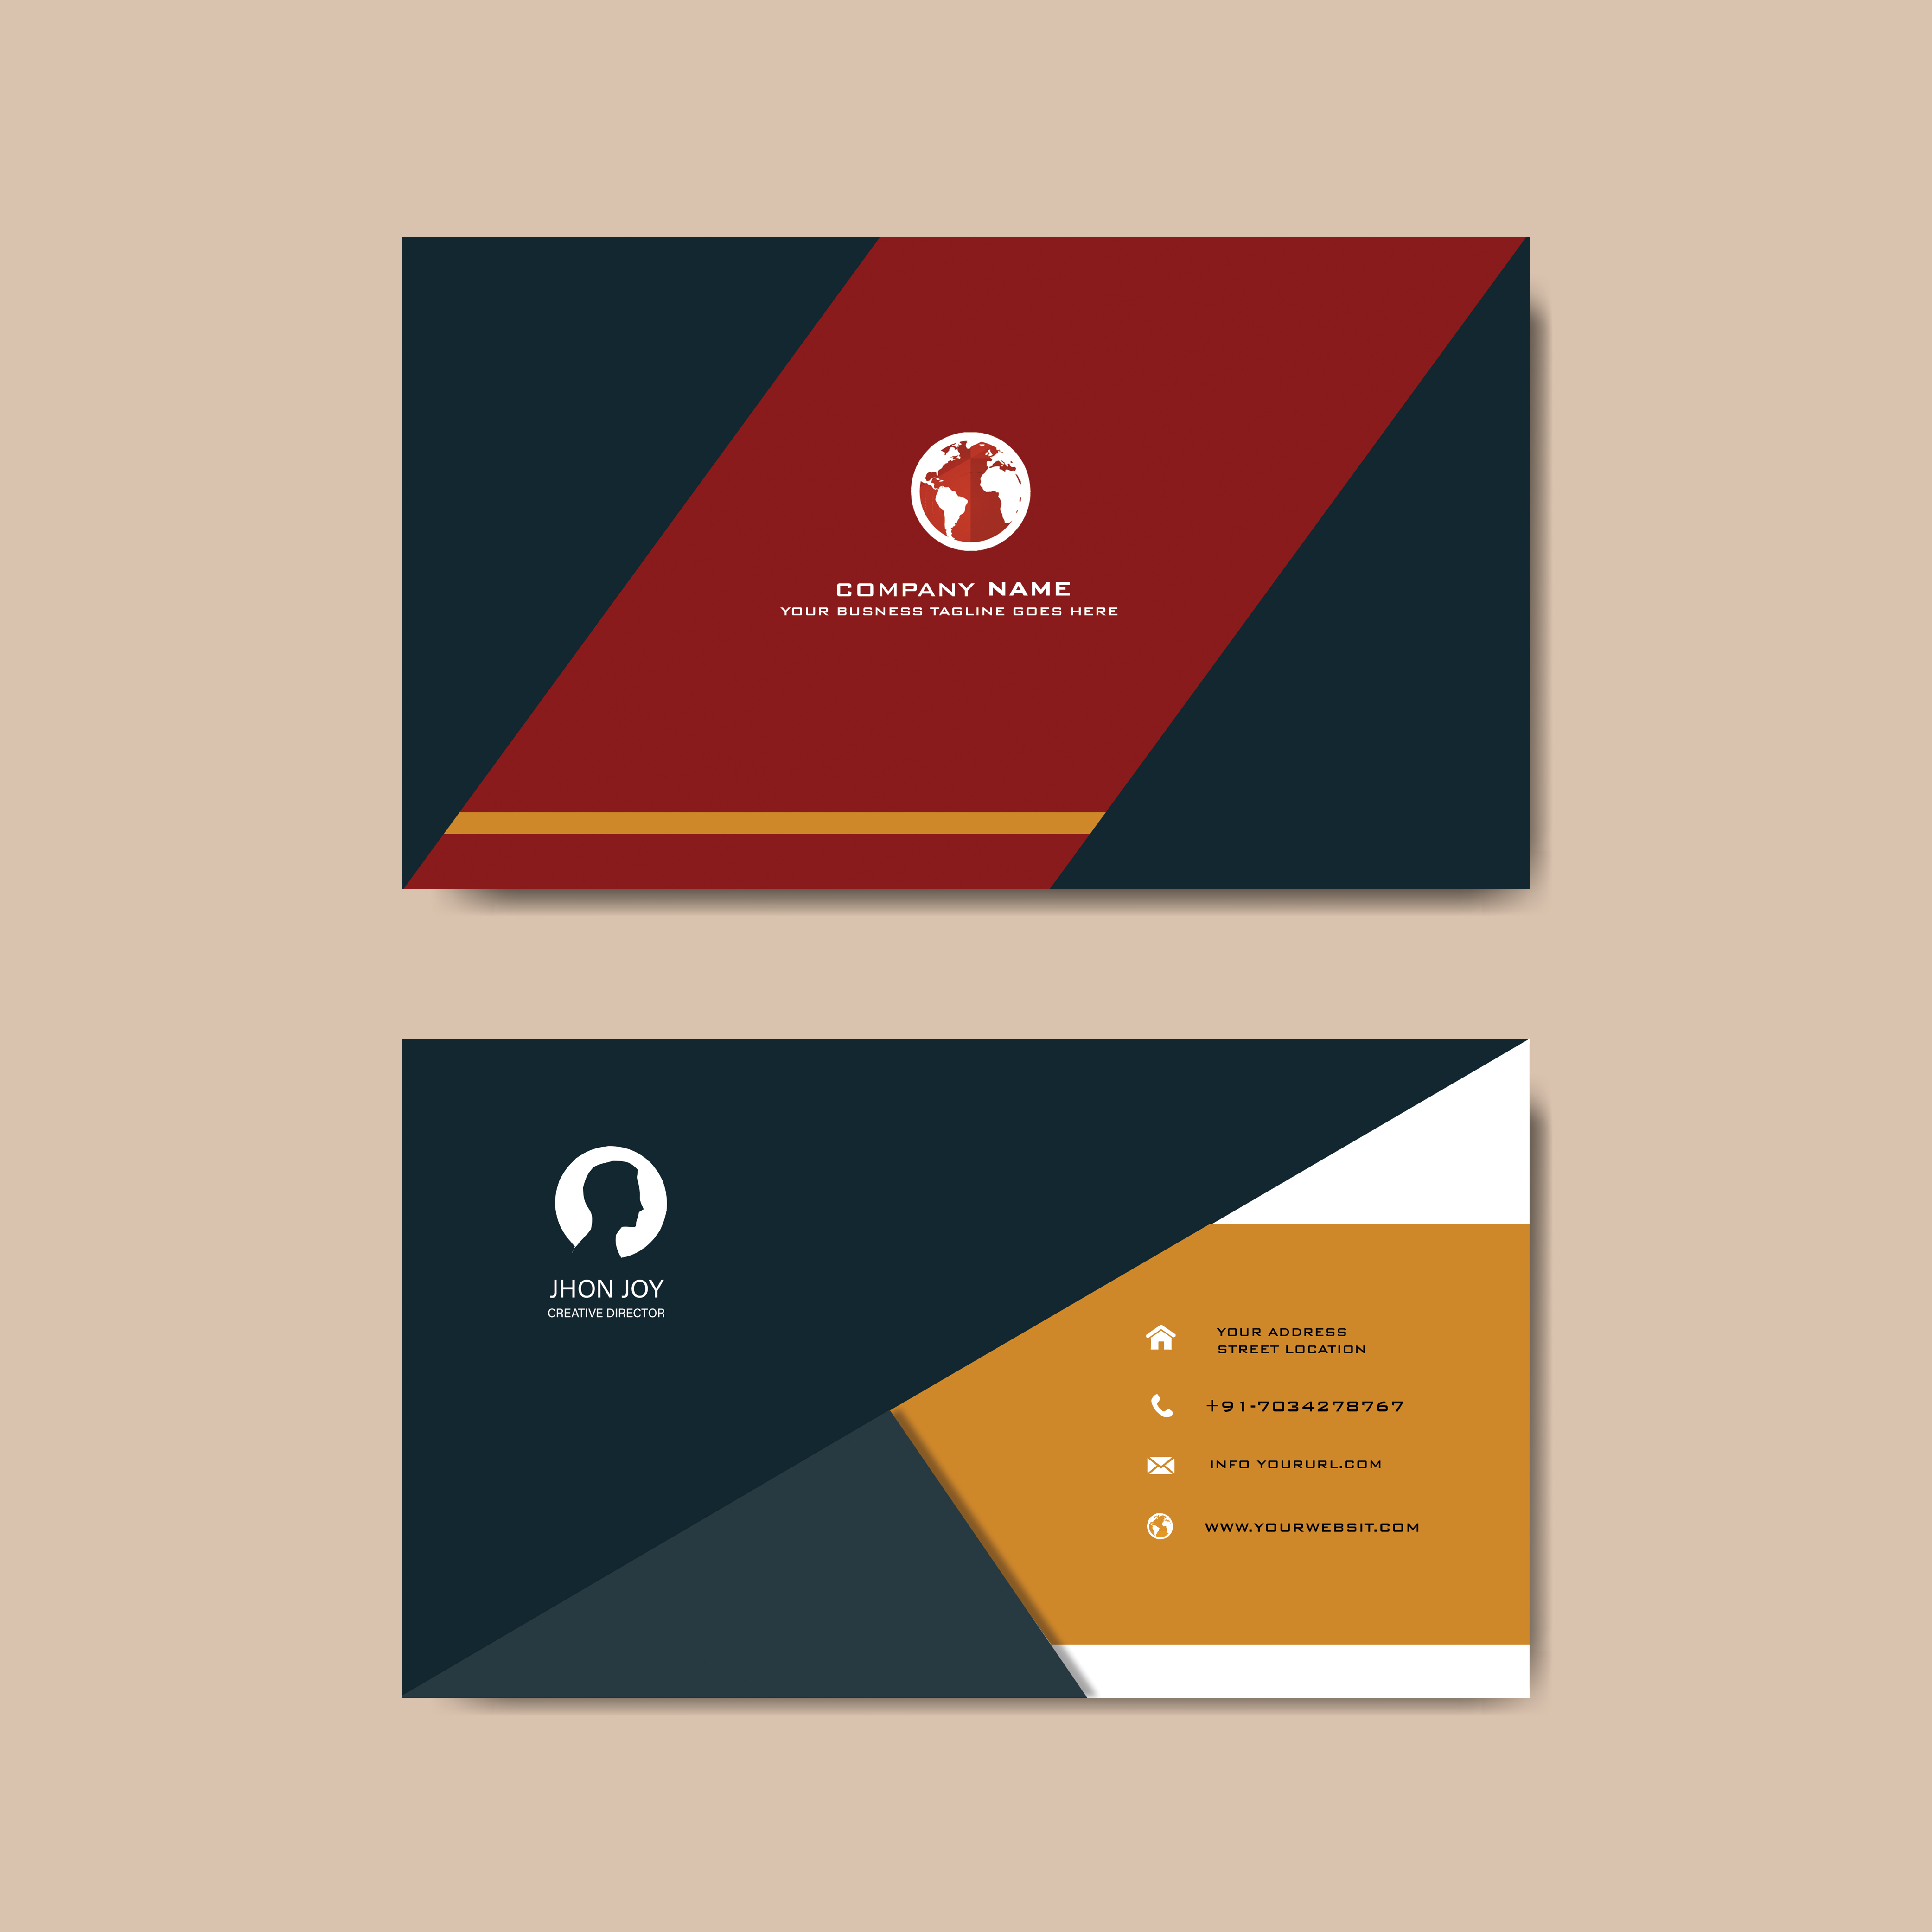 COMPANY NAME
YOUR BUSNESS TAGLINE GOES HERE
JHON JOY
CREATIVE DIRECTOR
YOUR ADDRESS
STREET LOCATION
+91-7034278767
INFO YOURURL.COM
WWW.YOURWEBSIT.COM